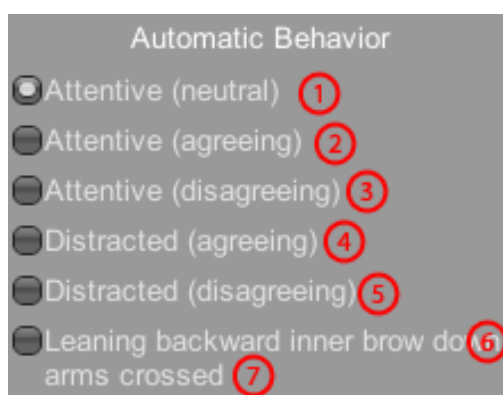 Automatic Behavior
Attentive (neutral) 1
Attentive (agreeing) 2
Attentive (disagreeing) 3
Distracted (agreeing) 4
Distracted (disagreeing) 5
Leaning backward inner brow down 6
arms crossed 7